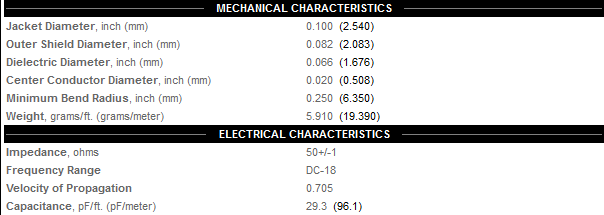 MECHANICAL CHARACTERISTICS
Jacket Diameter, inch (mm) 0.100 (2.540)
Outer Shield Diameter, inch (mm) 0.082 (2.083)
Dielectric Diameter, inch (mm) 0.066 (1.676)
Center Conductor Diameter, inch (mm) 0.020 (0.508)
Minimum Bend Radius, inch (mm) 0.250 (6.350)
Weight, grams/ft. (grams/meter) 5.910 (19.390)
ELECTRICAL CHARACTERISTICS
Impedance, ohms 50+/-1
Frequency Range DC-18
Velocity of Propagation 0.705
Capacitance, pF/ft. (pF/meter) 29.3 (96.1)